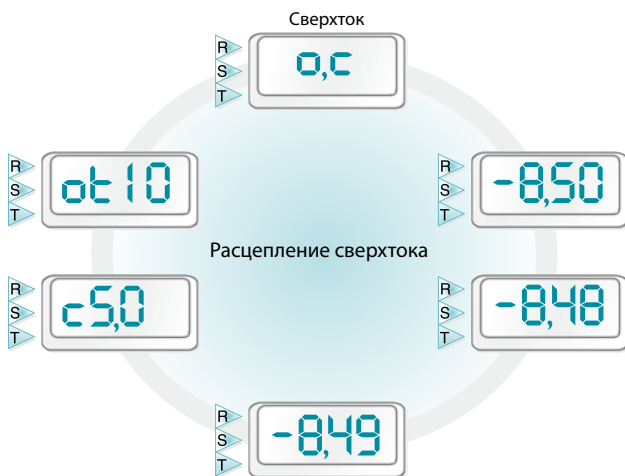 Сверхток
R
S
T
o,c
R
S
T
ot10
R
S
T
-8,50
Расцепление сверхтока
R
S
T
c5,0
R
S
T
-8,48
R
S
T
-8,49